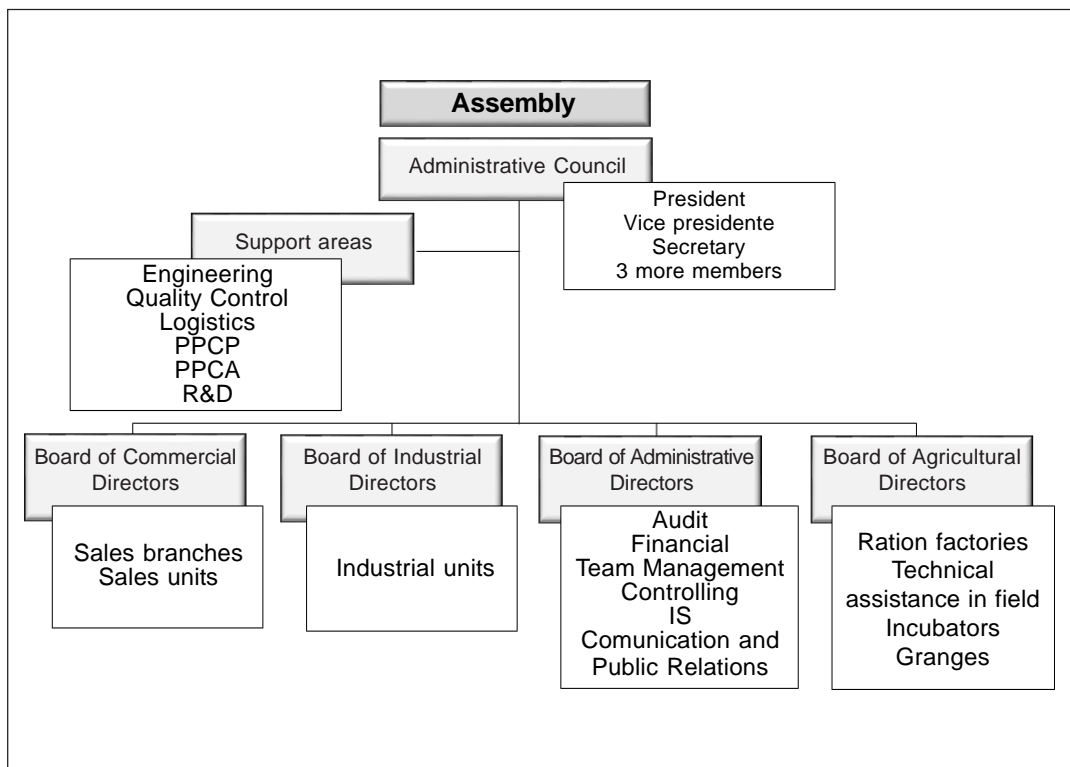 Assembly
Administrative Council
President
Vice presidente
Secretary
3 more members
Support areas
Engineering
Quality Control
Logistics
PPCP
PPCA
R&D
Board of Commercial
Directors
Sales branches
Sales units
Board of Industrial
Directors
Industrial units
Board of Administrative
Directors
Audit
Financial
Team Management
Controlling
IS
Comunication and
Public Relations
Board of Agricultural
Directors
Ration factories
Technical
assistance in field
Incubators
Granges